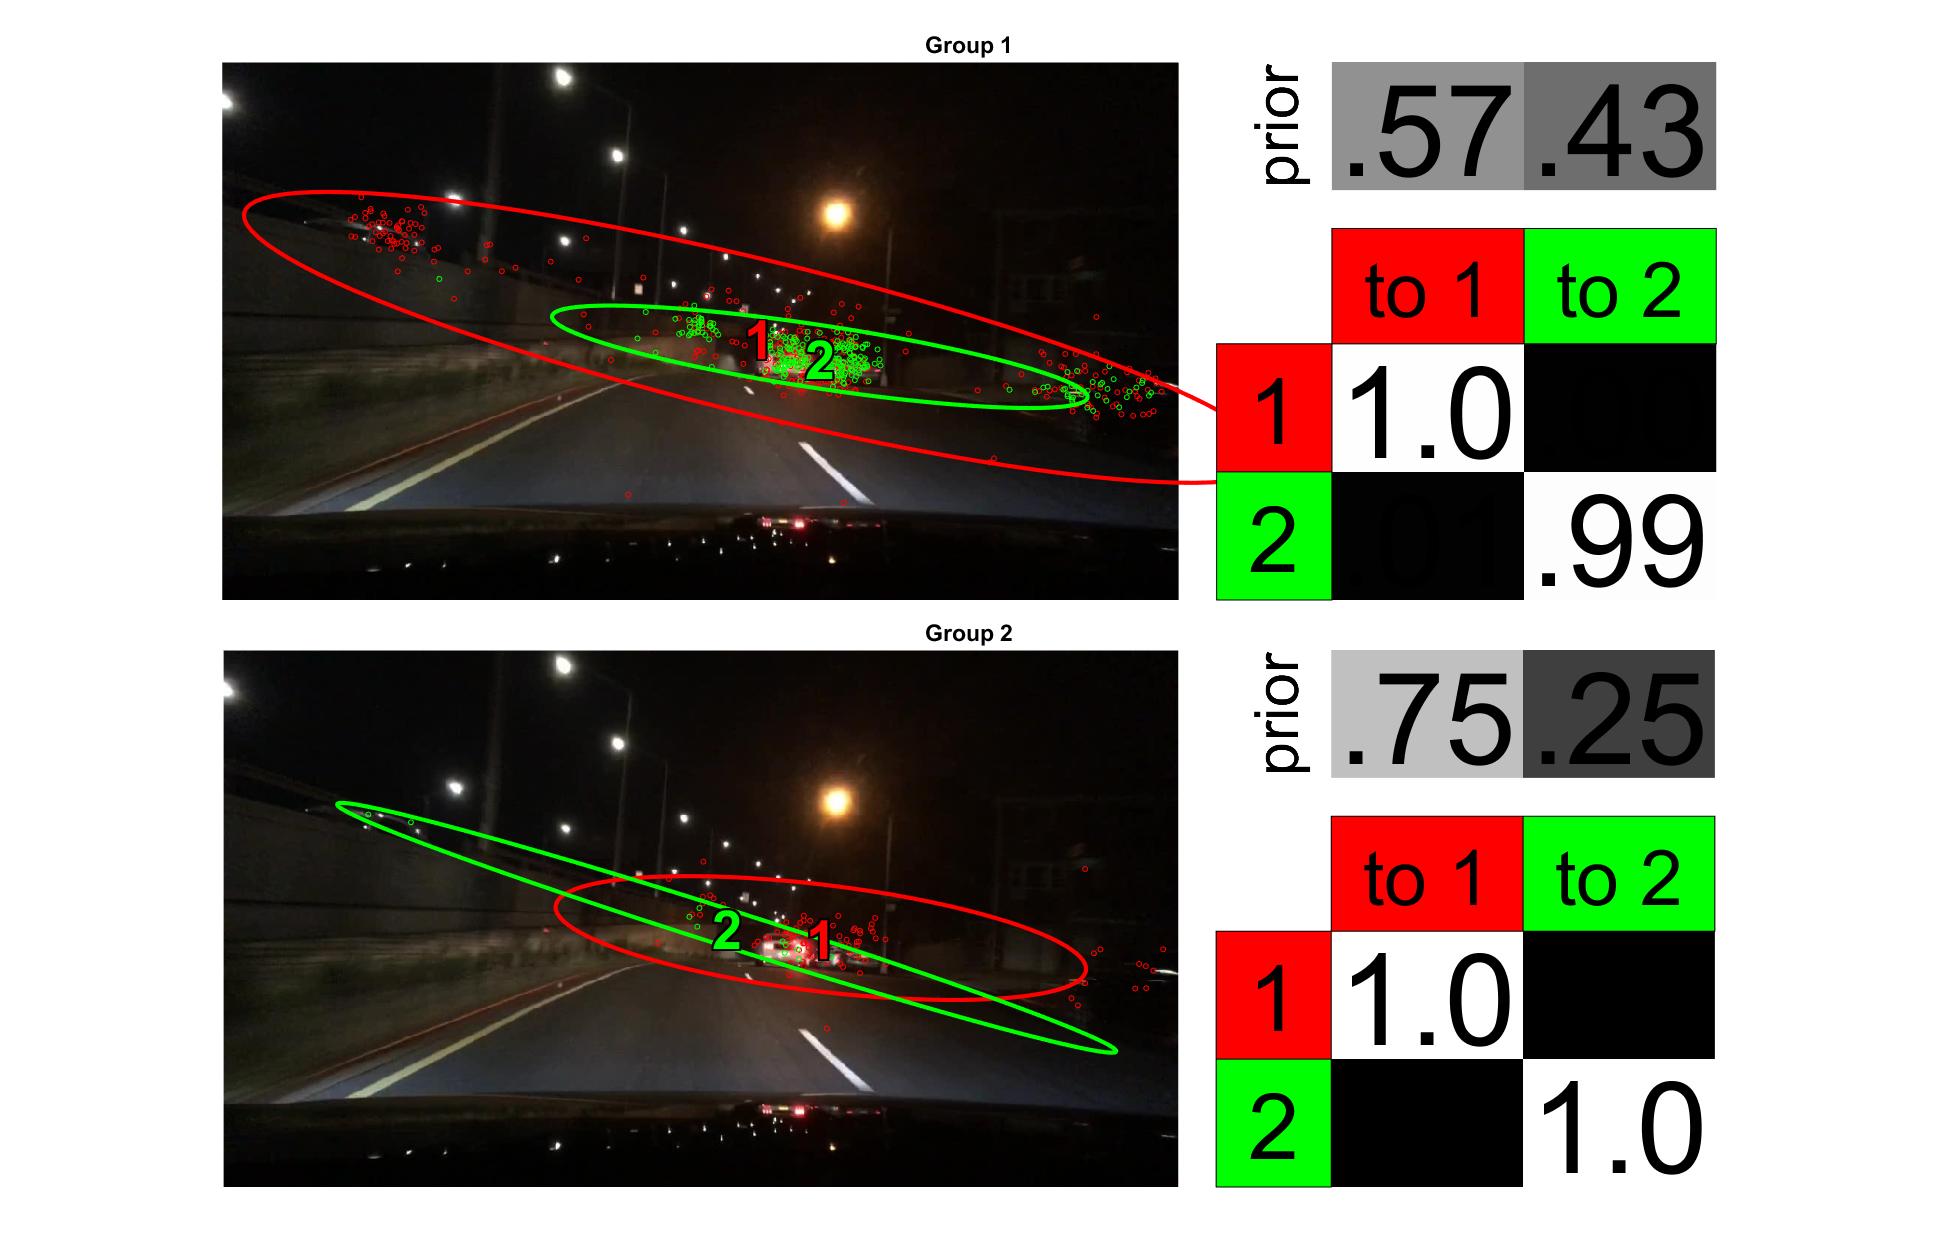 Group 1
prior
.57 .43
to 1 to 2
1 2
1 1.0
2 .01 .99
Group 2
prior
.75 .25
to 1 to 2
2 1
1 1.0
2 1.0